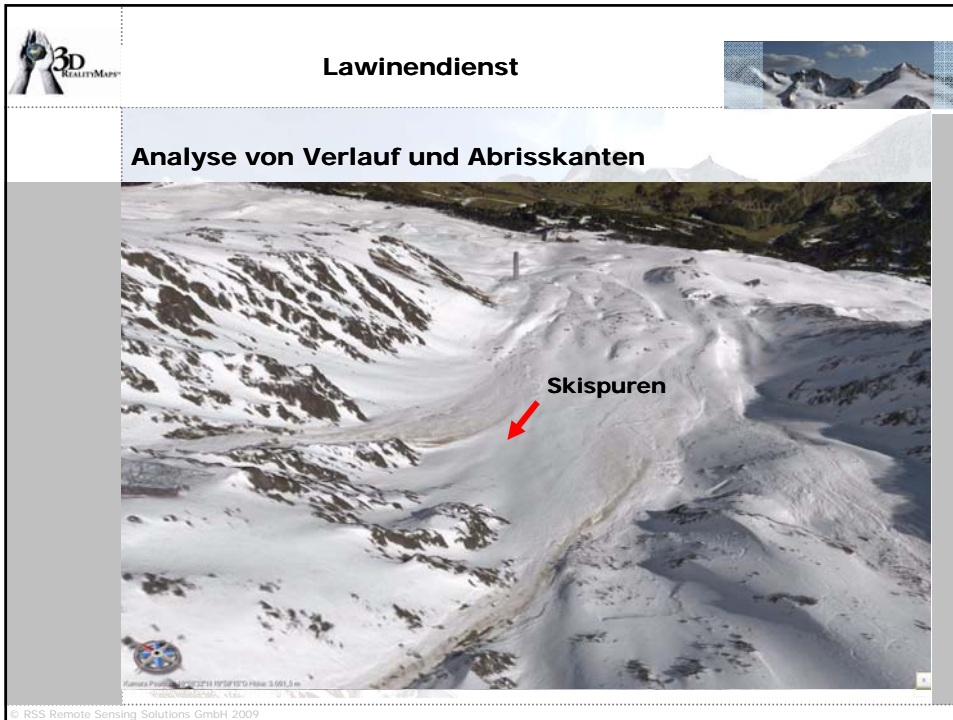 3D
REALITYMAPS
Lawinendienst
Analyse von Verlauf und Abrisskanten
Skispuren
© RSS Remote Sensing Solutions GmbH 2009